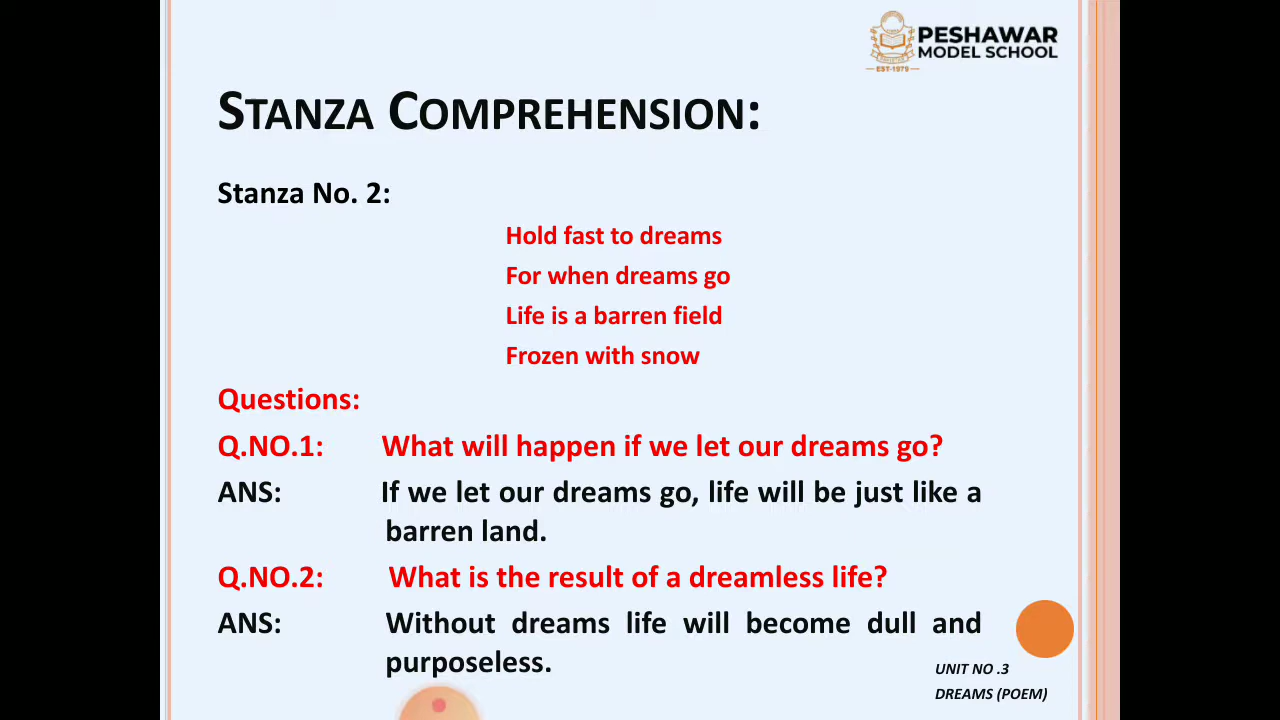 PESHAWAR
MODEL SCHOOL
EST-1979
STANZA COMPREHENSION:
Stanza No. 2:
Hold fast to dreams
For when dreams go
Life is a barren field
Frozen with snow
Questions:
Q.NO.1: What will happen if we let our dreams go?
ANS: If we let our dreams go, life will be just like a
barren land.
Q.NO.2: What is the result of a dreamless life?
ANS: Without dreams life will become dull and
purposeless.
UNIT NO .3
DREAMS (POEM)